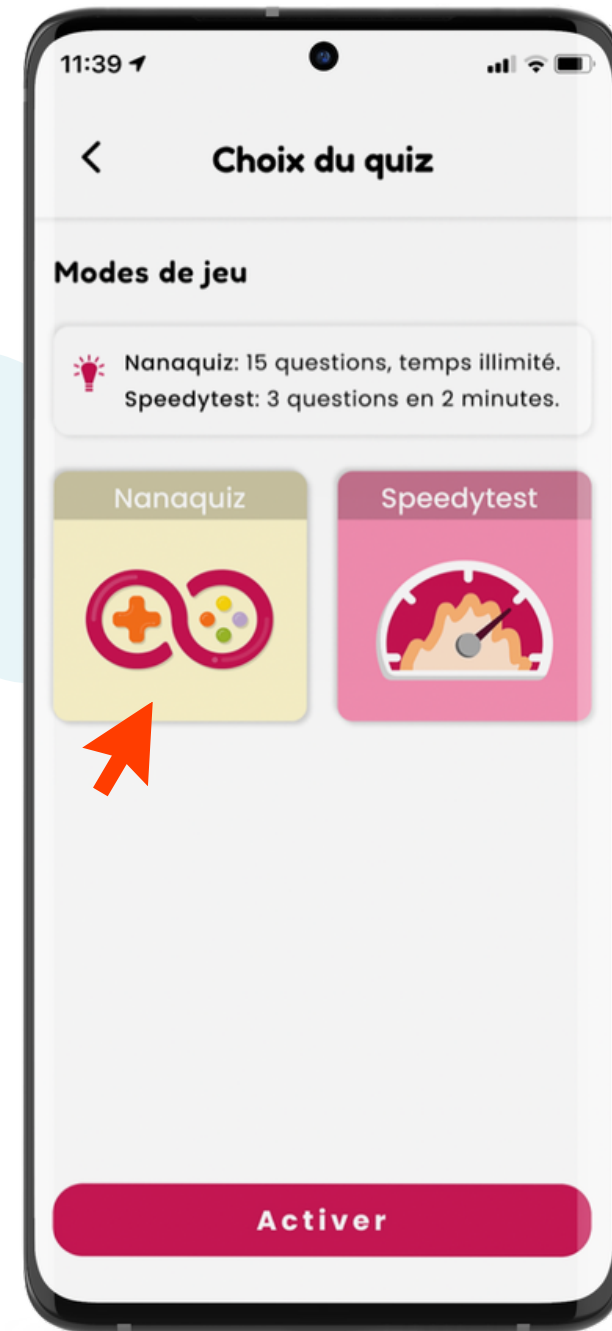 11:39
Choix du quiz
Modes de jeu
Nanaquiz: 15 questions, temps illimité.
Speedytest: 3 questions en 2 minutes.
Nanaquiz
Speedytest
Activer